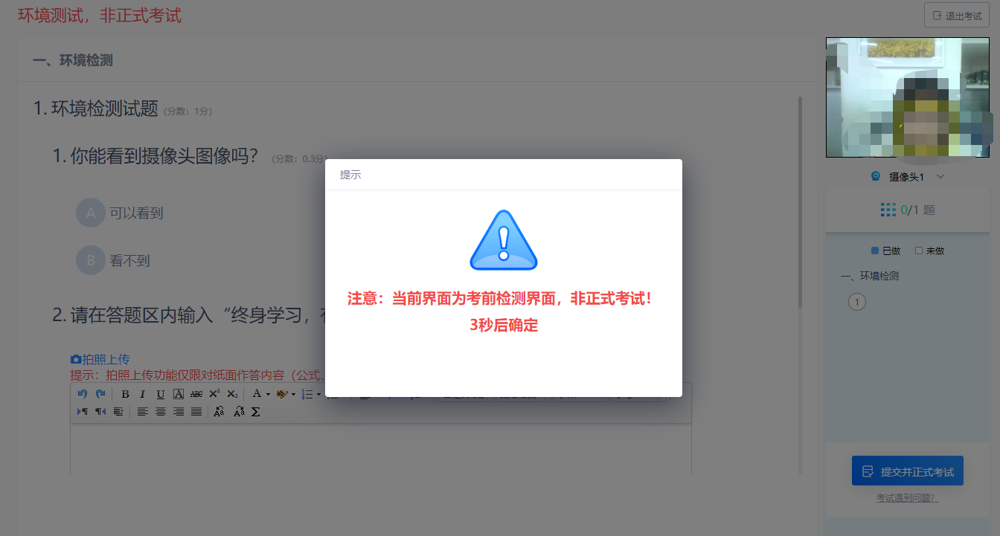 环境测试，非正式考试
退出考试
一、环境检测
1. 环境检测试题 (分数：1分)
1. 你能看到摄像头图像吗？ (分数：0.3分)
A 可以看到
B 看不到
2. 请在答题区内输入“终身学习，
拍照上传
提示：拍照上传功能仅限对纸面作答内容（公式、
提示
注意：当前界面为考前检测界面，非正式考试！
3秒后确定
摄像头1
0/1 题
已做 未做
一、环境检测
1
提交并正式考试
考试遇到问题？